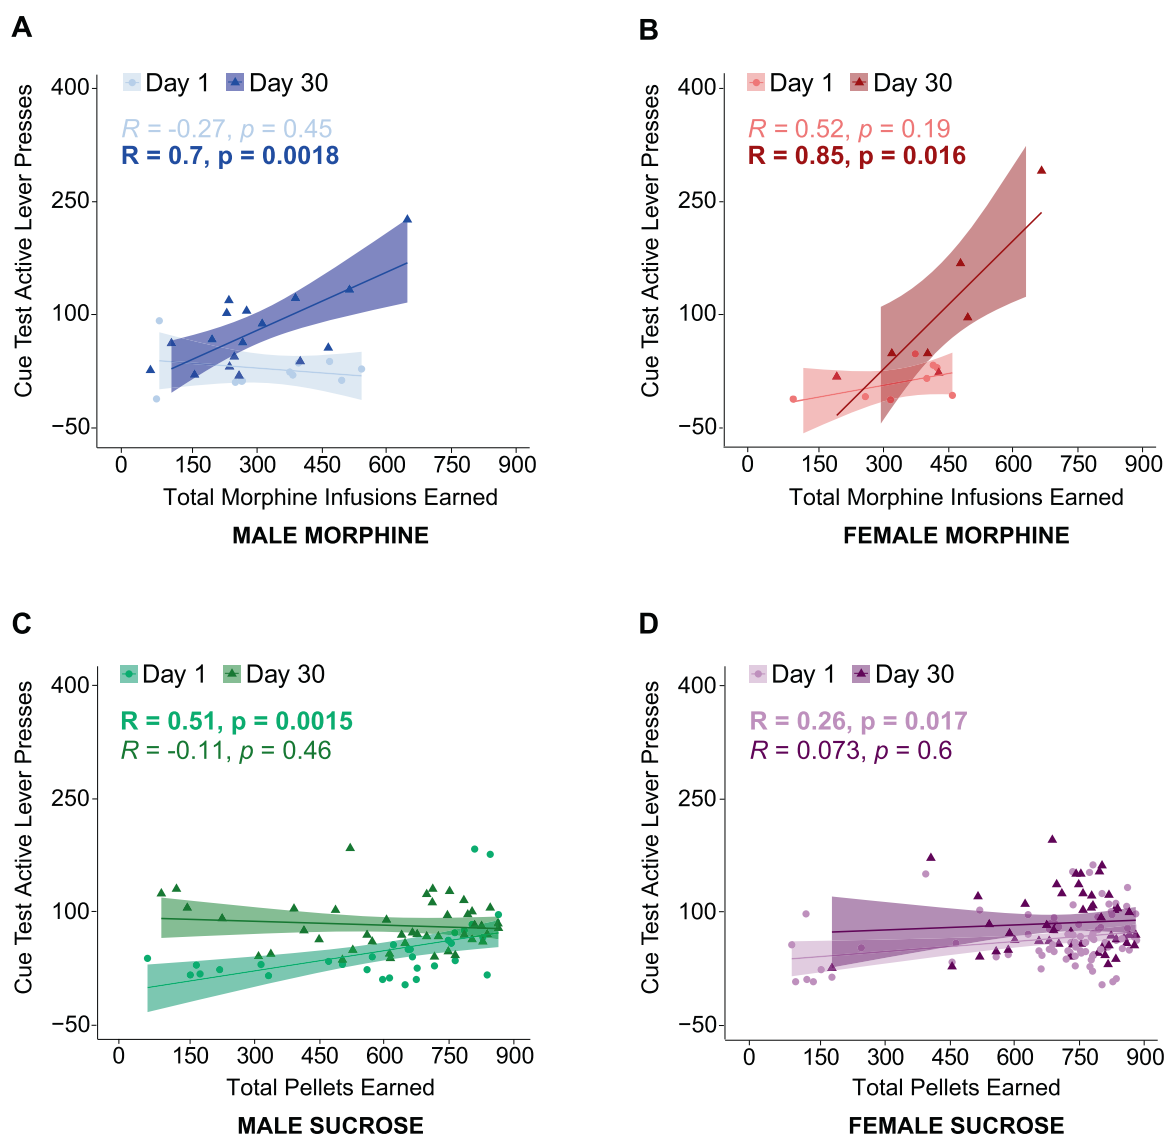 A
Day 1 Day 30
R = -0.27, p = 0.45
R = 0.7, p = 0.0018
Cue Test Active Lever Presses
400
250
100
−50
0 150 300 450 600 750 900
Total Morphine Infusions Earned
MALE MORPHINE
B
Day 1 Day 30
R = 0.52, p = 0.19
R = 0.85, p = 0.016
Cue Test Active Lever Presses
400
250
100
−50
0 150 300 450 600 750 900
Total Morphine Infusions Earned
FEMALE MORPHINE
C
Day 1 Day 30
R = 0.51, p = 0.0015
R = -0.11, p = 0.46
Cue Test Active Lever Presses
400
250
100
−50
0 150 300 450 600 750 900
Total Pellets Earned
MALE SUCROSE
D
Day 1 Day 30
R = 0.26, p = 0.017
R = 0.073, p = 0.6
Cue Test Active Lever Presses
400
250
100
−50
0 150 300 450 600 750 900
Total Pellets Earned
FEMALE SUCROSE